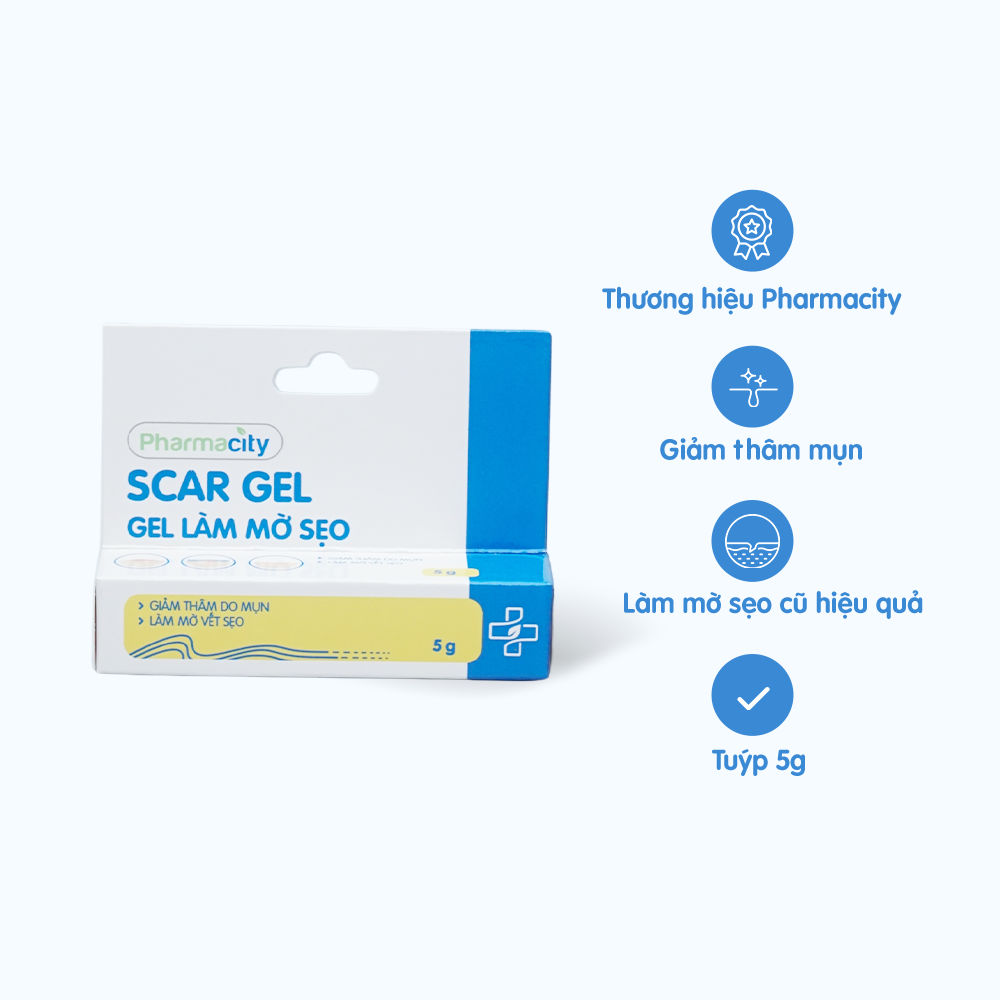 Pharmacity
SCAR GEL
GEL LÀM MỜ SẸO
5 g
GIẢM THÂM DO MỤN
LÀM MỜ VẾT SẸO
5 g
Thương hiệu Pharmacity
Giảm thâm mụn
Làm mờ sẹo cũ hiệu quả
Tuýp 5g